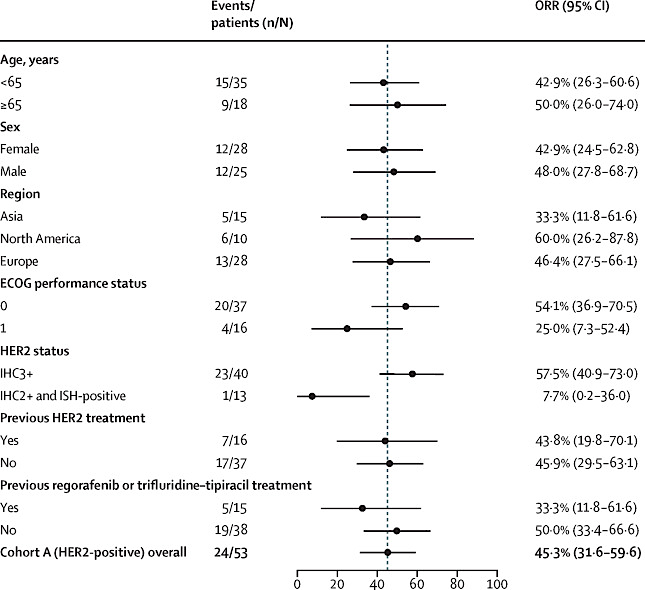 Events/ ORR (95% CI)
patients (n/N)
Age, years
<65 15/35 42·9% (26·3–60·6)
≥65 9/18 50·0% (26·0–74·0)
Sex
Female 12/28 42·9% (24·5–62·8)
Male 12/25 48·0% (27·8–68·7)
Region
Asia 5/15 33·3% (11·8–61·6)
North America 6/10 60·0% (26·2–87·8)
Europe 13/28 46·4% (27·5–66·1)
ECOG performance status
0 20/37 54·1% (36·9–70·5)
1 4/16 25·0% (7·3–52·4)
HER2 status
IHC3+ 23/40 57·5% (40·9–73·0)
IHC2+ and ISH-positive 1/13 7·7% (0·2–36·0)
Previous HER2 treatment
Yes 7/16 43·8% (19·8–70·1)
No 17/37 45·9% (29·5–63·1)
Previous regorafenib or trifluridine–tipiracil treatment
Yes 5/15 33·3% (11·8–61·6)
No 19/38 50·0% (33·4–66·6)
Cohort A (HER2-positive) overall 24/53 45·3% (31·6–59·6)
0 20 40 60 80 100